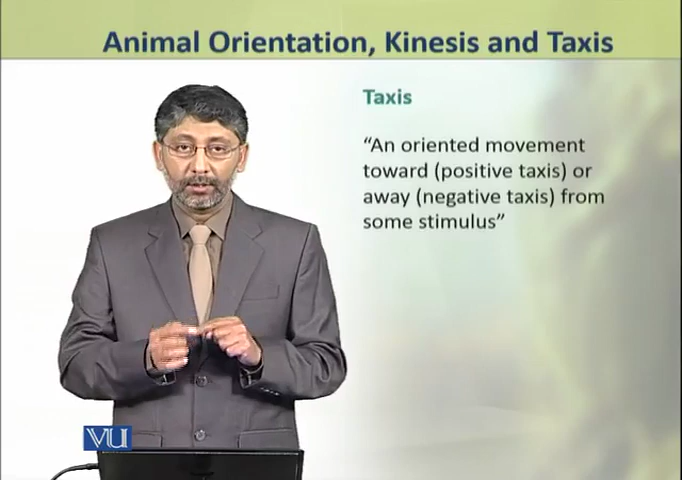 Animal Orientation, Kinesis and Taxis
Taxis
“An oriented movement
toward (positive taxis) or
away (negative taxis) from
some stimulus”
VU